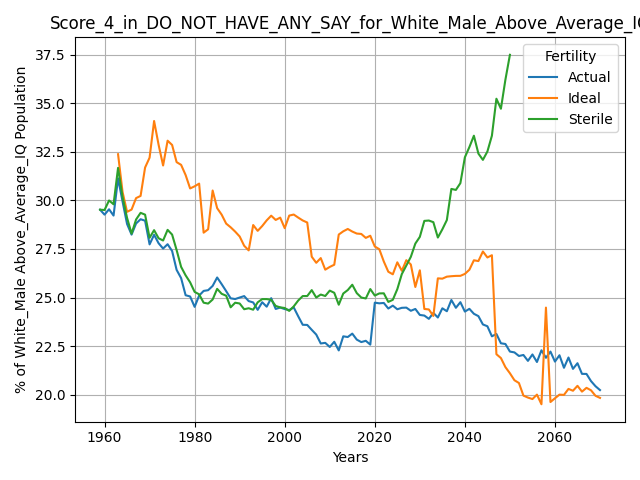 Score_4_in_DO_NOT_HAVE_ANY_SAY_for_White_Male_Above_Average_IQ
Fertility
Actual
Ideal
Sterile
% of White_Male Above_Average_IQ Population
37.5
35.0
32.5
30.0
27.5
25.0
22.5
20.0
1960 1980 2000 2020 2040 2060
Years